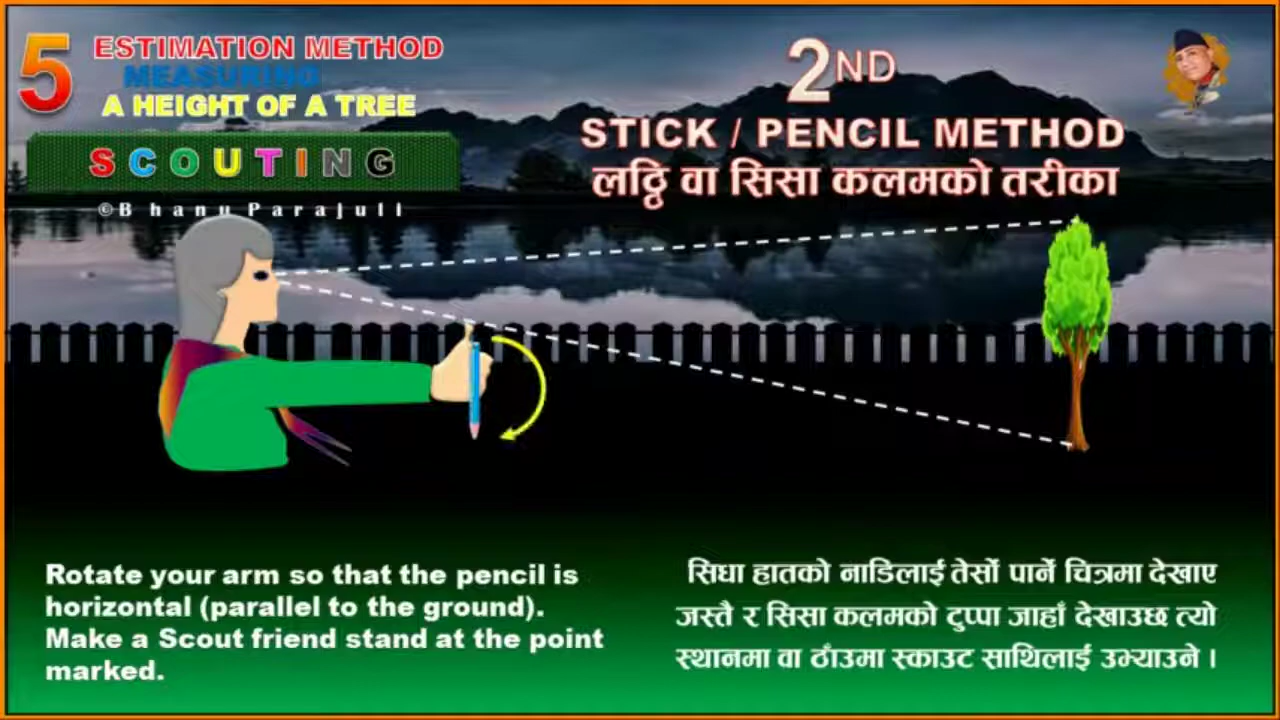 5
ESTIMATION METHOD
MEASURING
A HEIGHT OF A TREE
SCOUTING
©Bhanu Parajuli
2ND
STICK / PENCIL METHOD
लठ्ठि वा सिसा कलमको तरीका
Rotate your arm so that the pencil is
horizontal (parallel to the ground).
Make a Scout friend stand at the point
marked.
सिधा हातको नाडिलाई तेर्सो पार्ने चित्रमा देखाए
जस्तै र सिसा कलमको टुप्पा जाहाँ देखाउछ त्यो
स्थानमा वा ठाँउमा स्काउट साथिलाई उभ्याउने ।